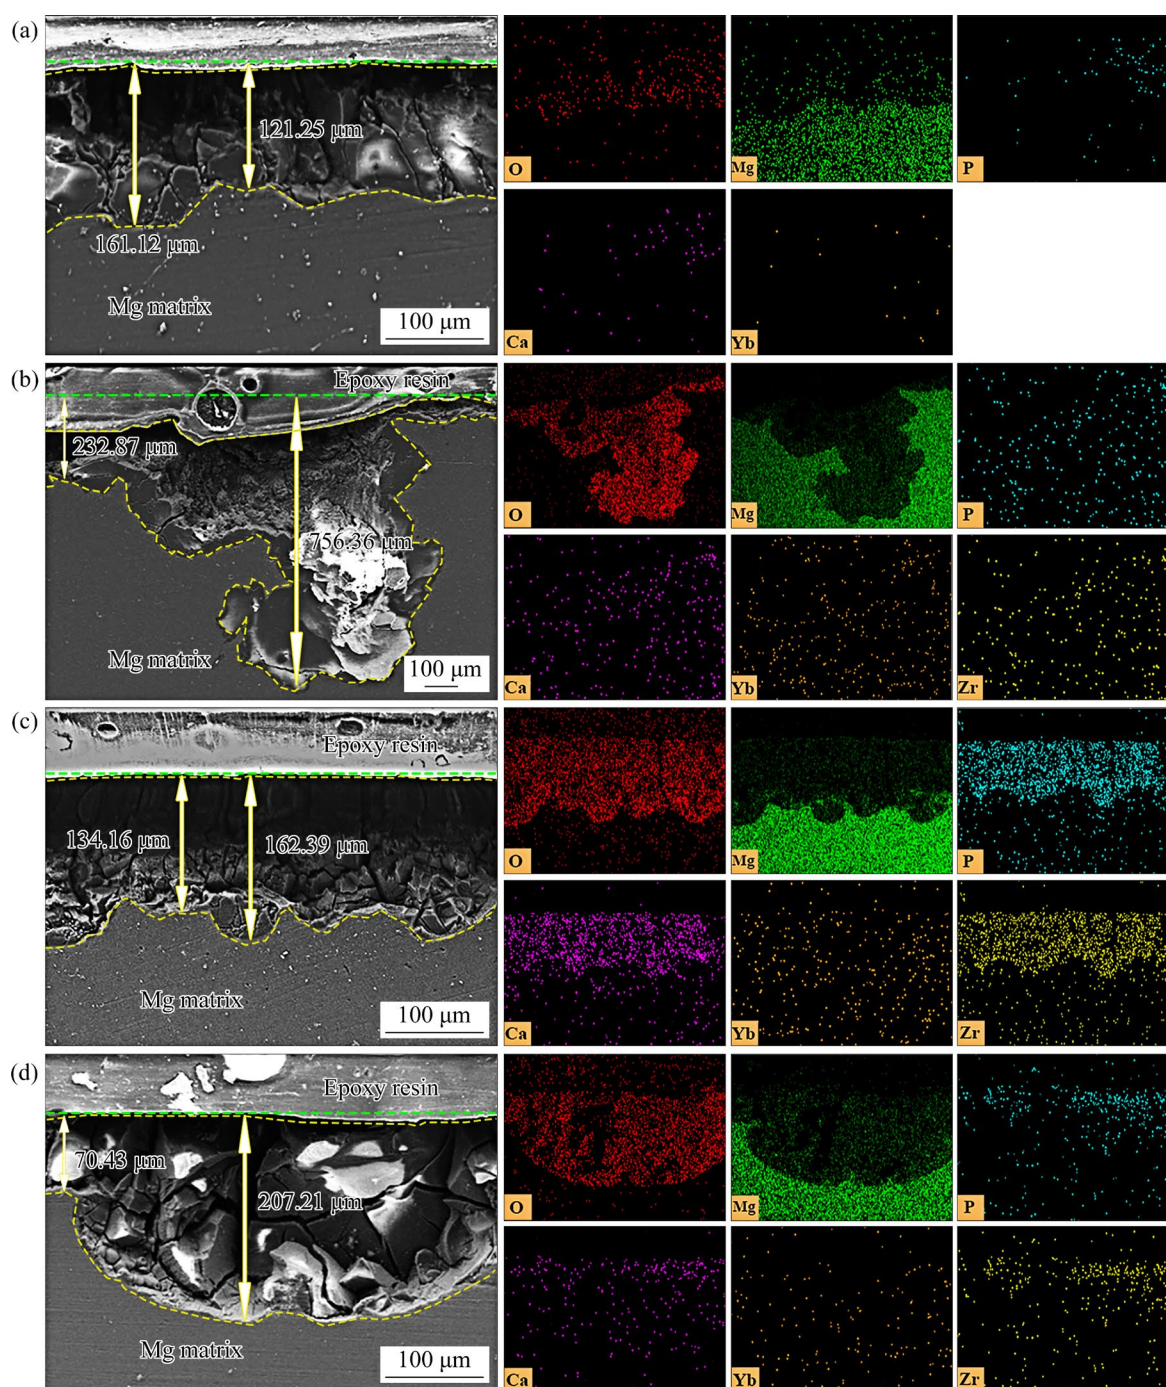 (a)
121.25 μm
161.12 μm
Mg matrix
100 μm
O
Mg
P
Ca
Yb
(b)
Epoxy resin
232.87 μm
756.36 μm
Mg matrix
100 μm
O
Mg
P
Ca
Yb
Zr
(c)
Epoxy resin
134.16 μm
162.39 μm
Mg matrix
100 μm
O
Mg
P
Ca
Yb
Zr
(d)
Epoxy resin
70.43 μm
207.21 μm
Mg matrix
100 μm
O
Mg
P
Ca
Yb
Zr